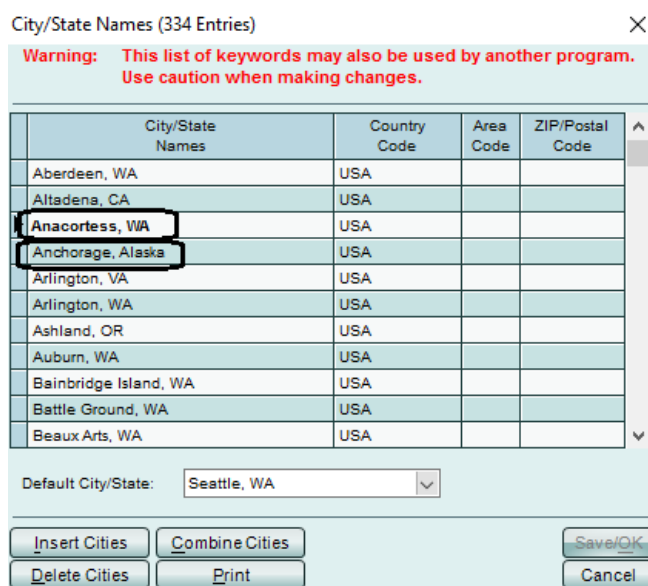 City/State Names (334 Entries)
Warning: This list of keywords may also be used by another program.
Use caution when making changes.
City/State Names Country Code Area Code ZIP/Postal Code
Aberdeen, WA USA
Altadena, CA USA
Anacortess, WA USA
Anchorage, Alaska USA
Arlington, VA USA
Arlington, WA USA
Ashland, OR USA
Auburn, WA USA
Bainbridge Island, WA USA
Battle Ground, WA USA
Beaux Arts, WA USA
Default City/State: Seattle, WA
Insert Cities Combine Cities Save/OK
Delete Cities Print Cancel